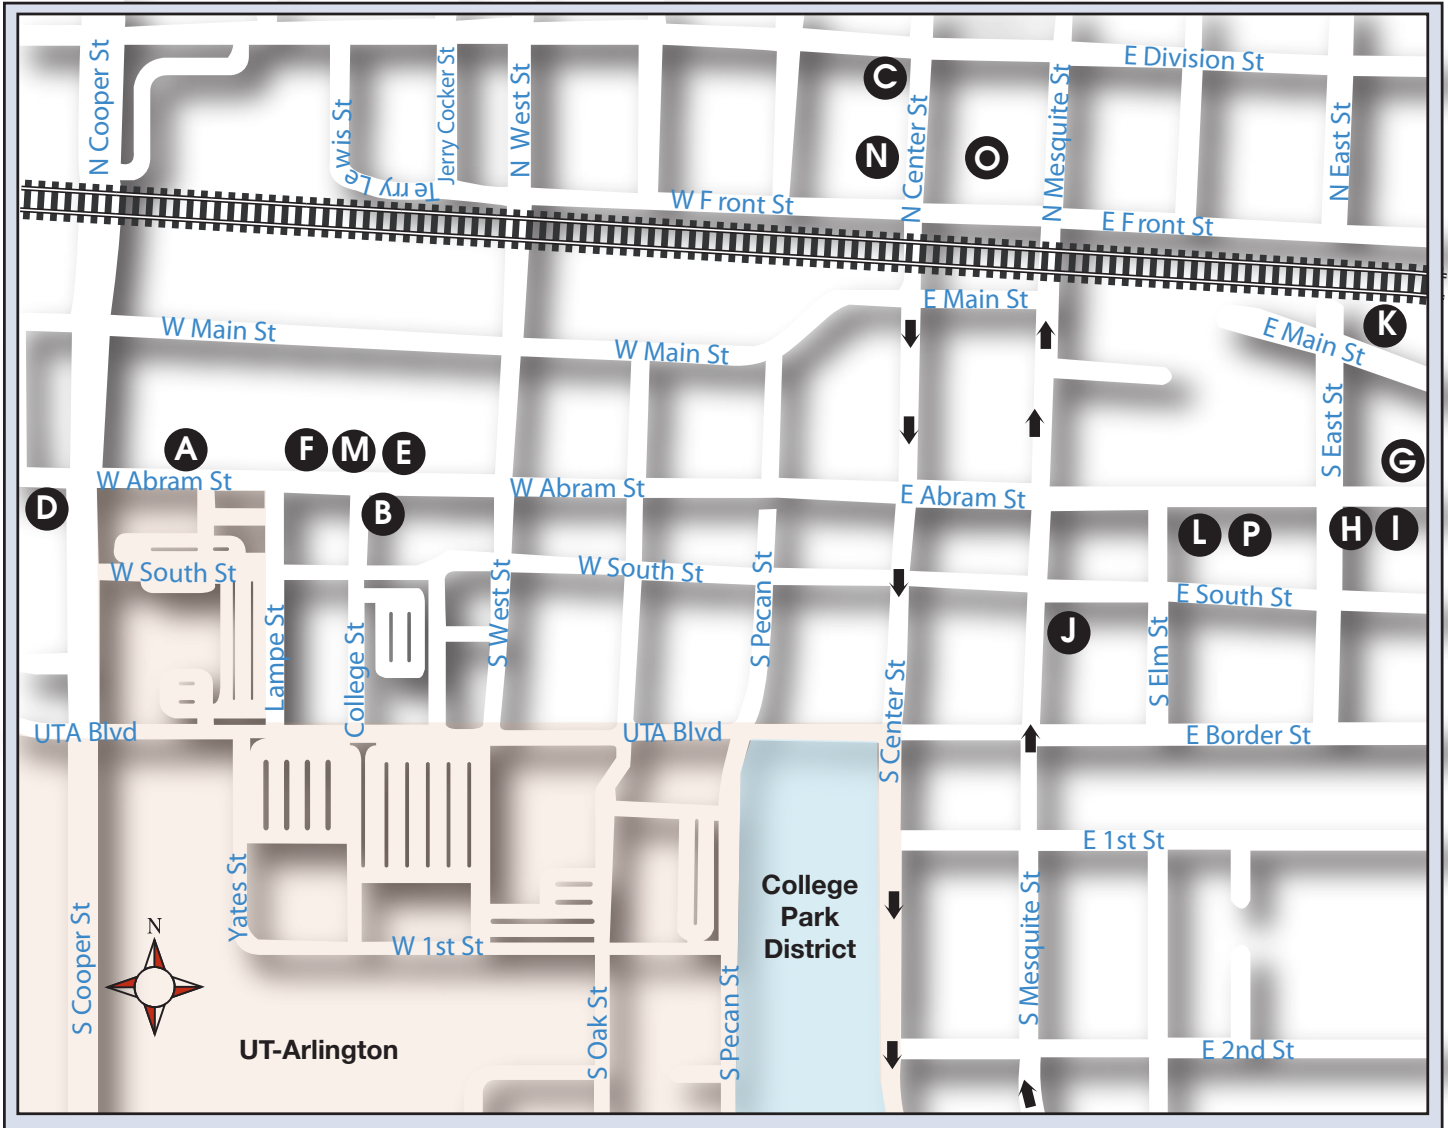 E Division St
N Cooper St
Terry Lewis St
Jerry Cocker St
N West St
C
N Center St
N Mesquite St
N East St
N
O
W Front St
E Front St
E Main St
K
W Main St
W Main St
E Main St
S East St
A
F
M
E
G
W Abram St
W Abram St
E Abram St
D
B
L
P
H
I
W South St
W South St
E South St
Lampe St
College St
S West St
S Pecan St
J
S Elm St
S Center St
UTA Blvd
UTA Blvd
E Border St
E 1st St
Yates St
College
Park
District
S Cooper St
N
W 1st St
S Oak St
S Pecan St
S Mesquite St
UT-Arlington
E 2nd St